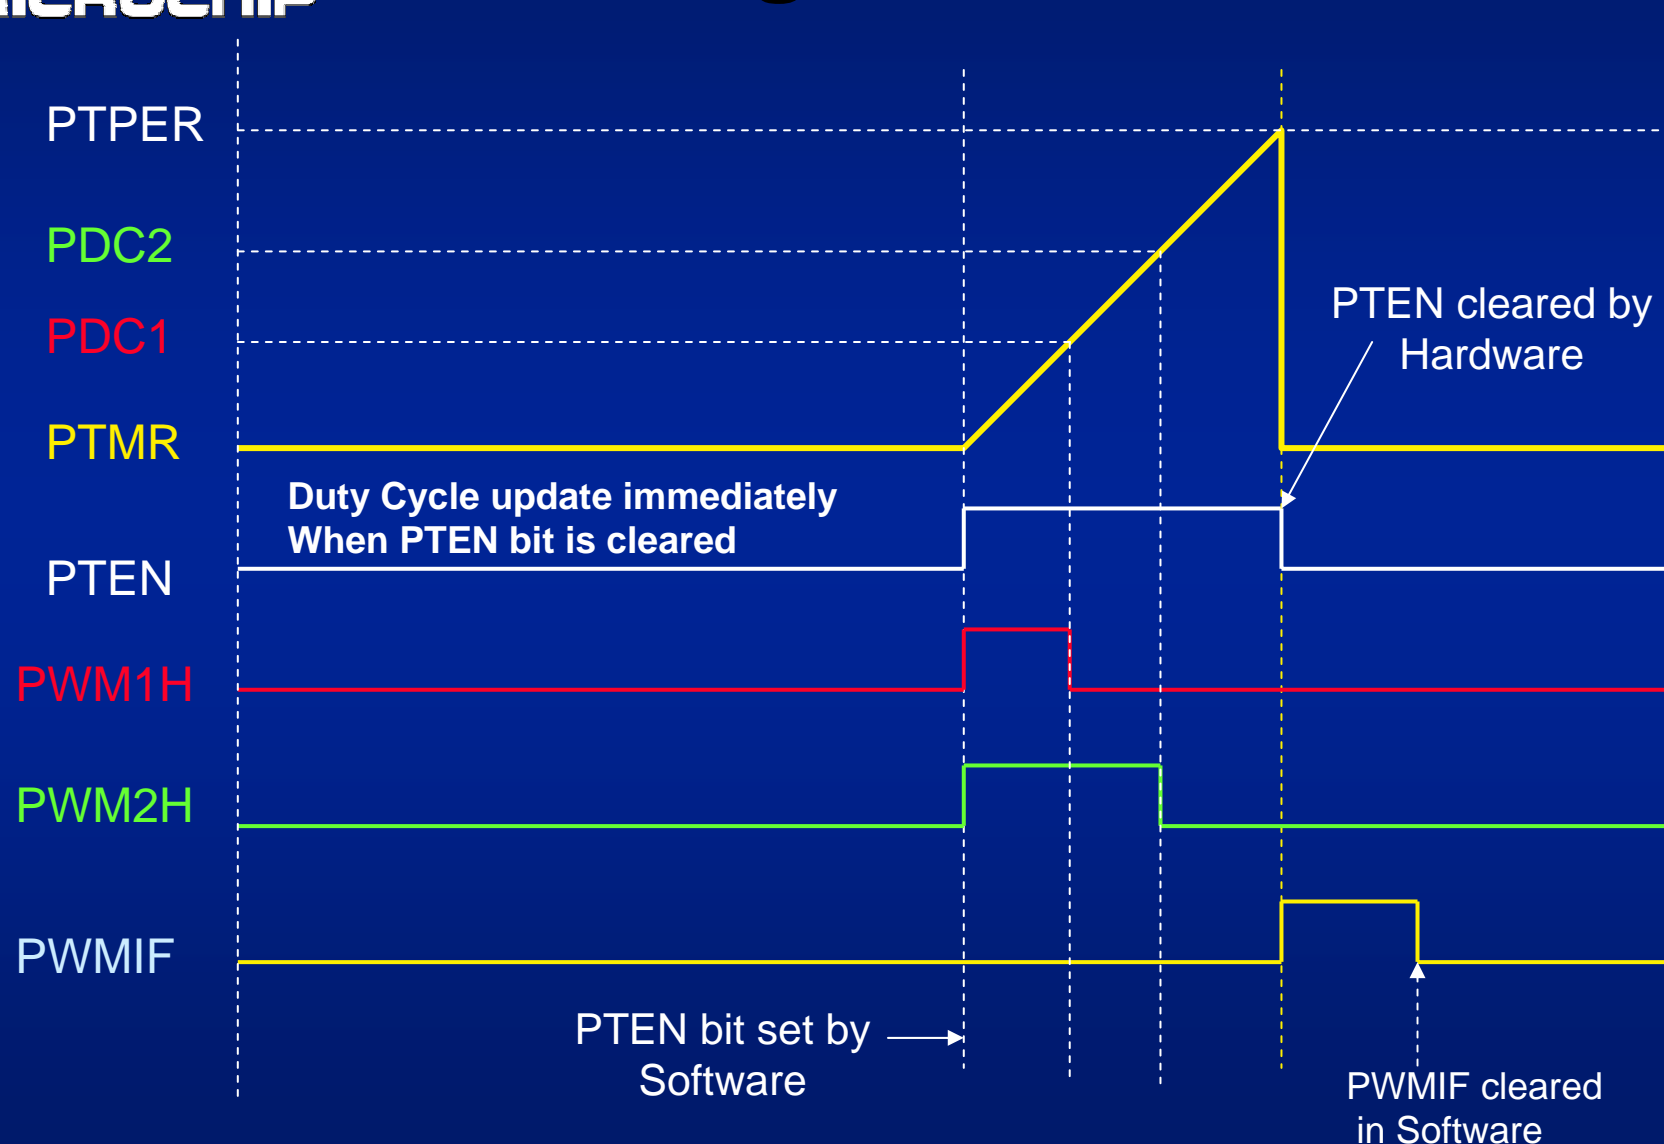 MICROCHIP
PTPER
PDC2
PDC1
PTMR
PTEN cleared by
Hardware
Duty Cycle update immediately
When PTEN bit is cleared
PTEN
PWM1H
PWM2H
PWMIF
PTEN bit set by
Software
PWMIF cleared
in Software